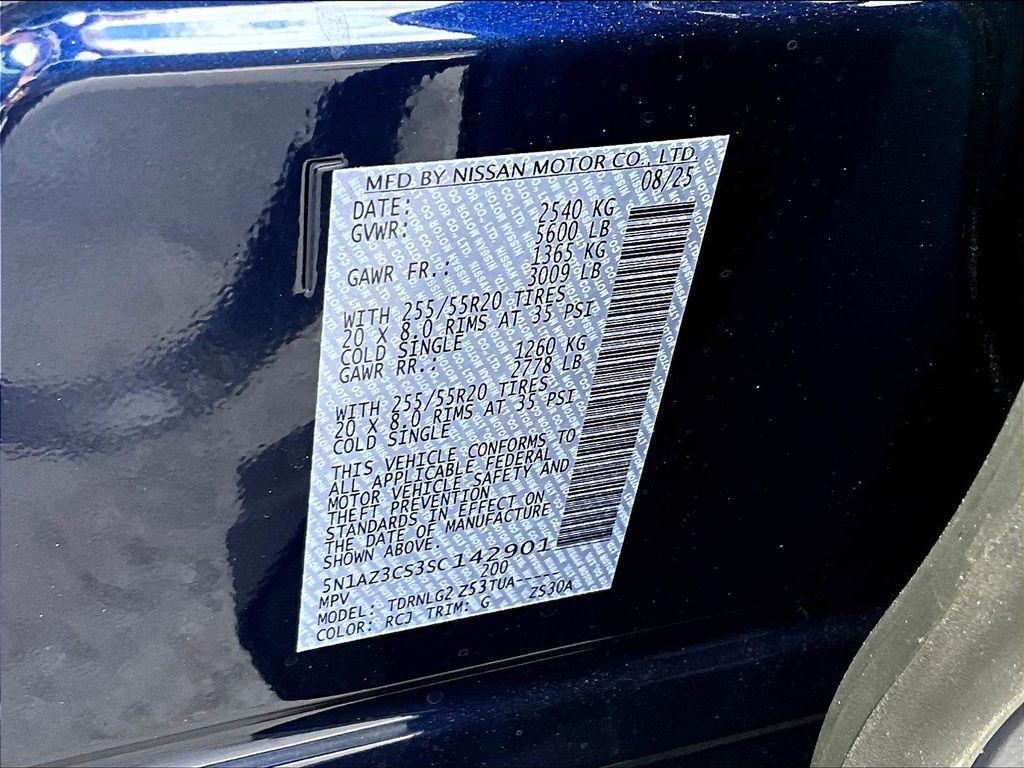 MFD. BY NISSAN MOTOR CO., LTD.
DATE: 08/25
GVWR: 2540 KG
5600 LB
GAWR FR.: 1365 KG
3009 LB
WITH 255/55R20 TIRES
20 X 8.0 RIMS AT 35 PSI
COLD SINGLE
GAWR RR.: 1260 KG
2778 LB
WITH 255/55R20 TIRES
20 X 8.0 RIMS AT 35 PSI
COLD SINGLE
THIS VEHICLE CONFORMS TO
ALL APPLICABLE FEDERAL
MOTOR VEHICLE SAFETY AND
THEFT PREVENTION
STANDARDS IN EFFECT ON
THE DATE OF MANUFACTURE
SHOWN ABOVE.
5N1AZ3CS3SC142901
MPV 200
MODEL: TDRNLG2 Z53TUA-----
COLOR: RCJ TRIM: G ZS30A